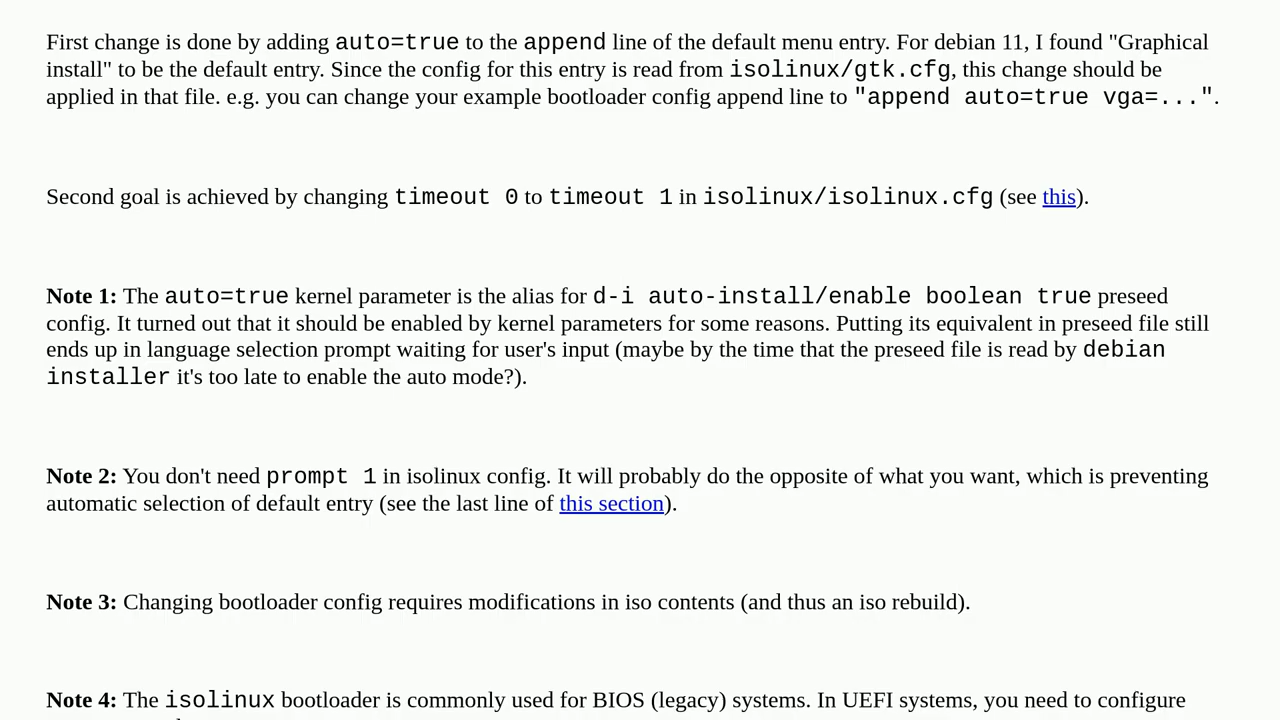 First change is done by adding auto=true to the append line of the default menu entry. For debian 11, I found "Graphical
install" to be the default entry. Since the config for this entry is read from isolinux/gtk.cfg, this change should be
applied in that file. e.g. you can change your example bootloader config append line to "append auto=true vga=...".
Second goal is achieved by changing timeout 0 to timeout 1 in isolinux/isolinux.cfg (see this).
Note 1: The auto=true kernel parameter is the alias for d-i auto-install/enable boolean true preseed
config. It turned out that it should be enabled by kernel parameters for some reasons. Putting its equivalent in preseed file still
ends up in language selection prompt waiting for user's input (maybe by the time that the preseed file is read by debian
installer it's too late to enable the auto mode?).
Note 2: You don't need prompt 1 in isolinux config. It will probably do the opposite of what you want, which is preventing
automatic selection of default entry (see the last line of this section).
Note 3: Changing bootloader config requires modifications in iso contents (and thus an iso rebuild).
Note 4: The isolinux bootloader is commonly used for BIOS (legacy) systems. In UEFI systems, you need to configure